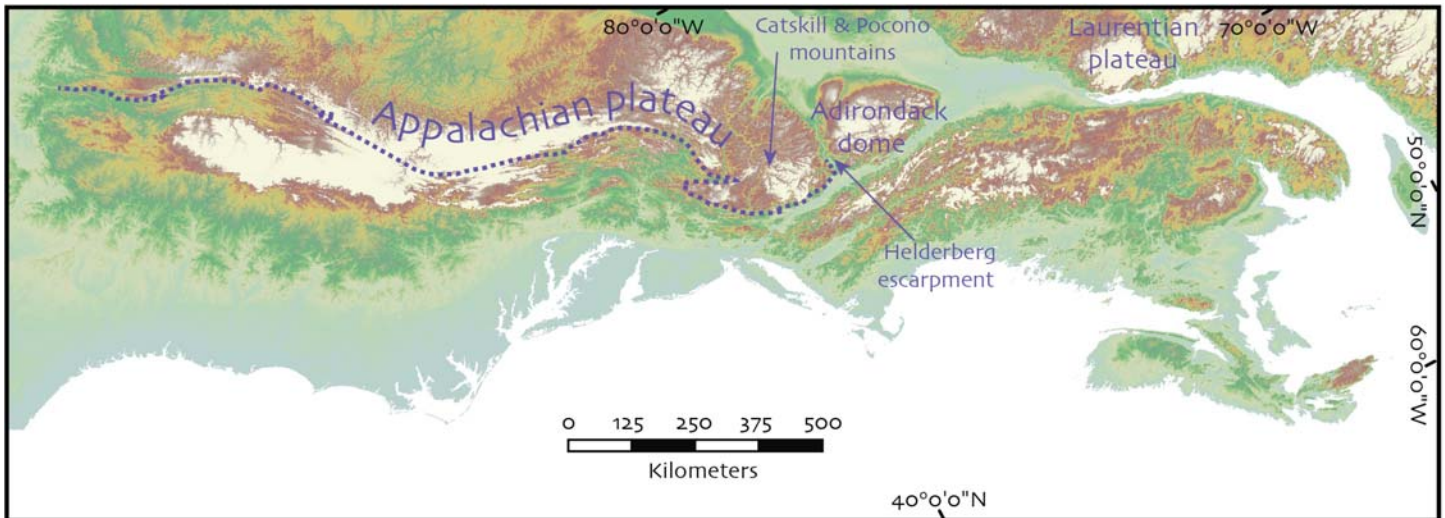 80°0'0"W
Catskill & Pocono
mountains
Laurentian
plateau
70°0'0"W
Appalachian plateau
Adirondack
dome
50°0'0"N
Helderberg
escarpment
60°0'0"W
0 125 250 375 500
Kilometers
40°0'0"N